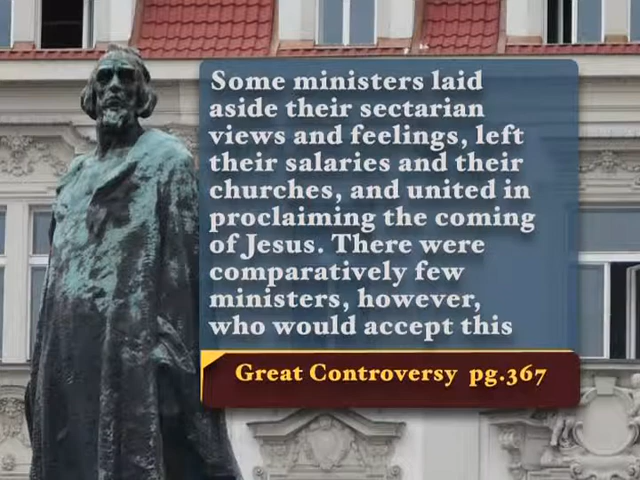 Some ministers laid
aside their sectarian
views and feelings, left
their salaries and their
churches, and united in
proclaiming the coming
of Jesus. There were
comparatively few
ministers, however,
who would accept this
Great Controversy pg.367